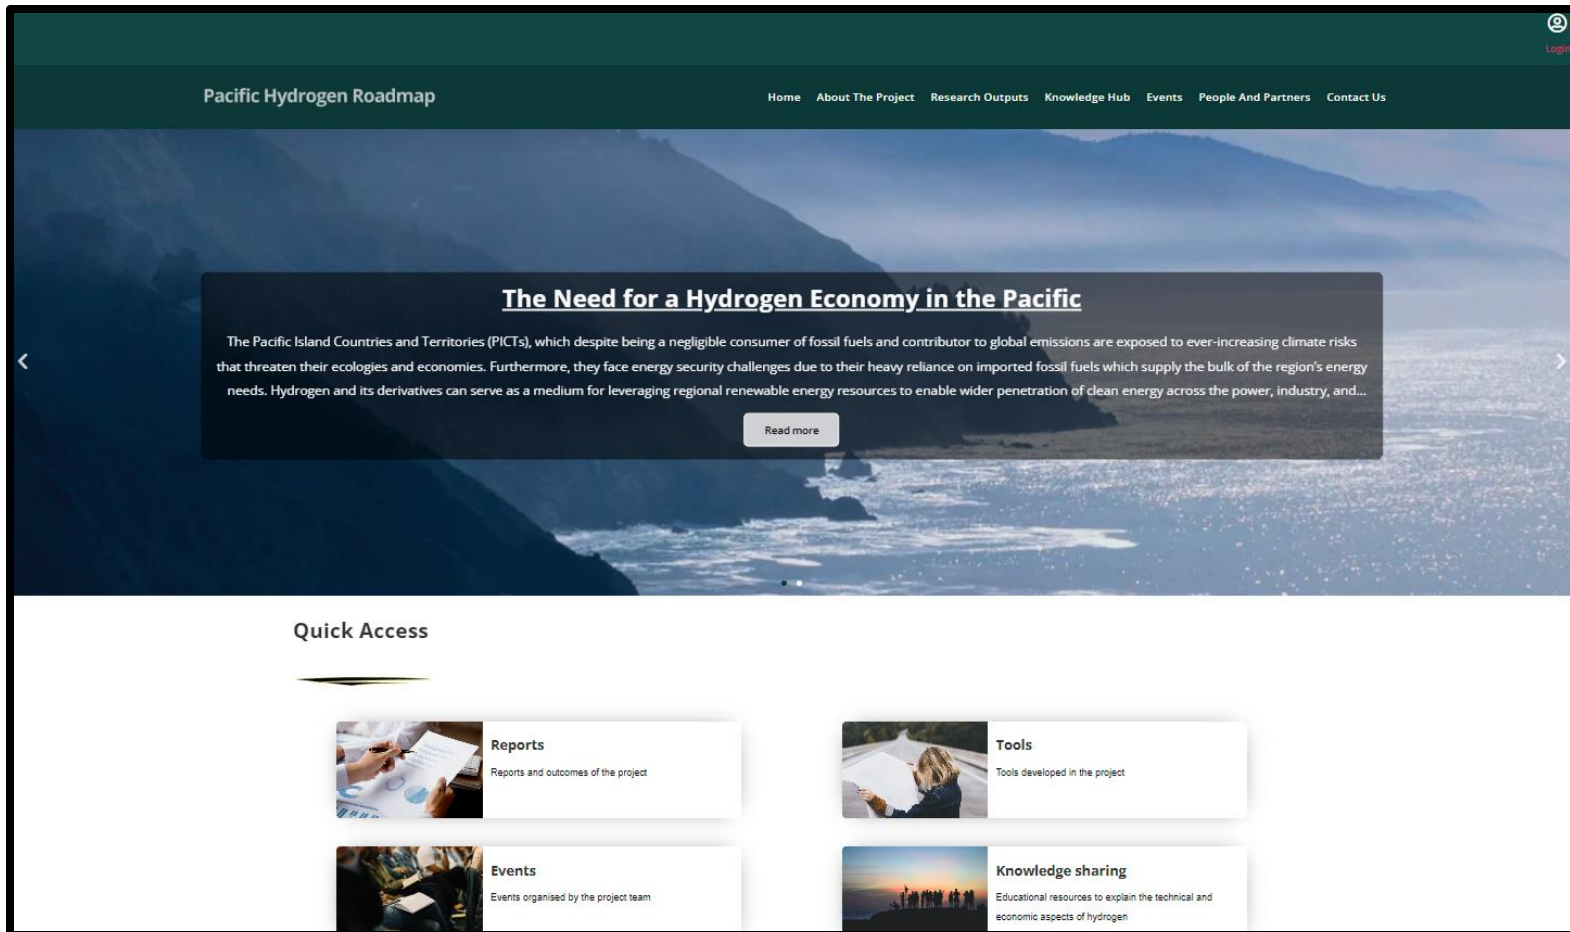 Login
Pacific Hydrogen Roadmap
Home About The Project Research Outputs Knowledge Hub Events People And Partners Contact Us
The Need for a Hydrogen Economy in the Pacific
The Pacific Island Countries and Territories (PICTs), which despite being a negligible consumer of fossil fuels and contributor to global emissions are exposed to ever-increasing climate risks
that threaten their ecologies and economies. Furthermore, they face energy security challenges due to their heavy reliance on imported fossil fuels which supply the bulk of the region's energy
needs. Hydrogen and its derivatives can serve as a medium for leveraging regional renewable energy resources to enable wider penetration of clean energy across the power, industry, and...
Read more
Quick Access
Reports
Reports and outcomes of the project
Tools
Tools developed in the project
Events
Events organised by the project team
Knowledge sharing
Educational resources to explain the technical and
economic aspects of hydrogen